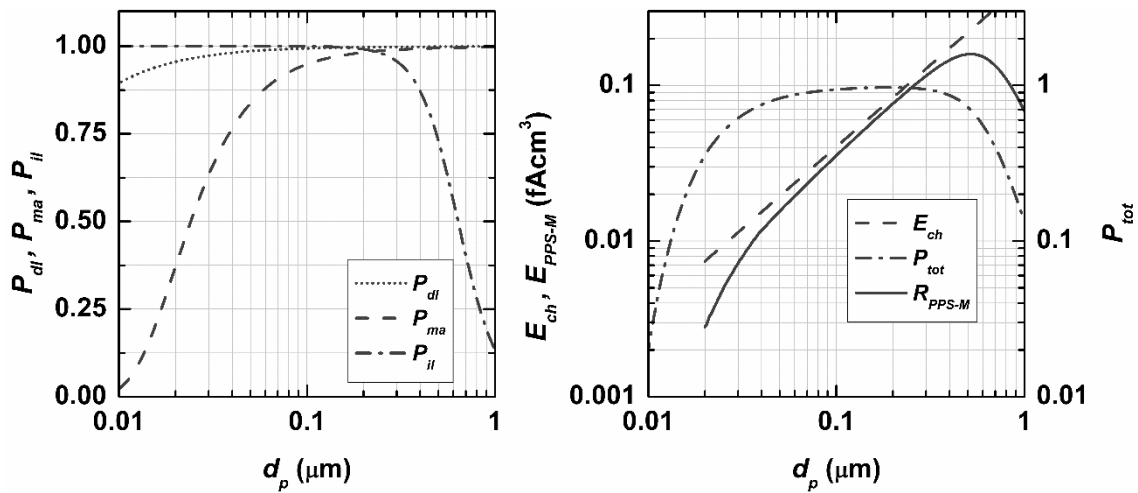 1.00
0.75
0.50
0.25
0.00
P_dl, P_ma, P_il
P_dl
P_ma
P_il
0.01
0.1
1
d_p (μm)
0.1
0.01
0.001
E_ch, E_PPS-M (fAcm³)
E_ch
P_tot
R_PPS-M
1
0.1
0.01
P_tot
0.01
0.1
1
d_p (μm)